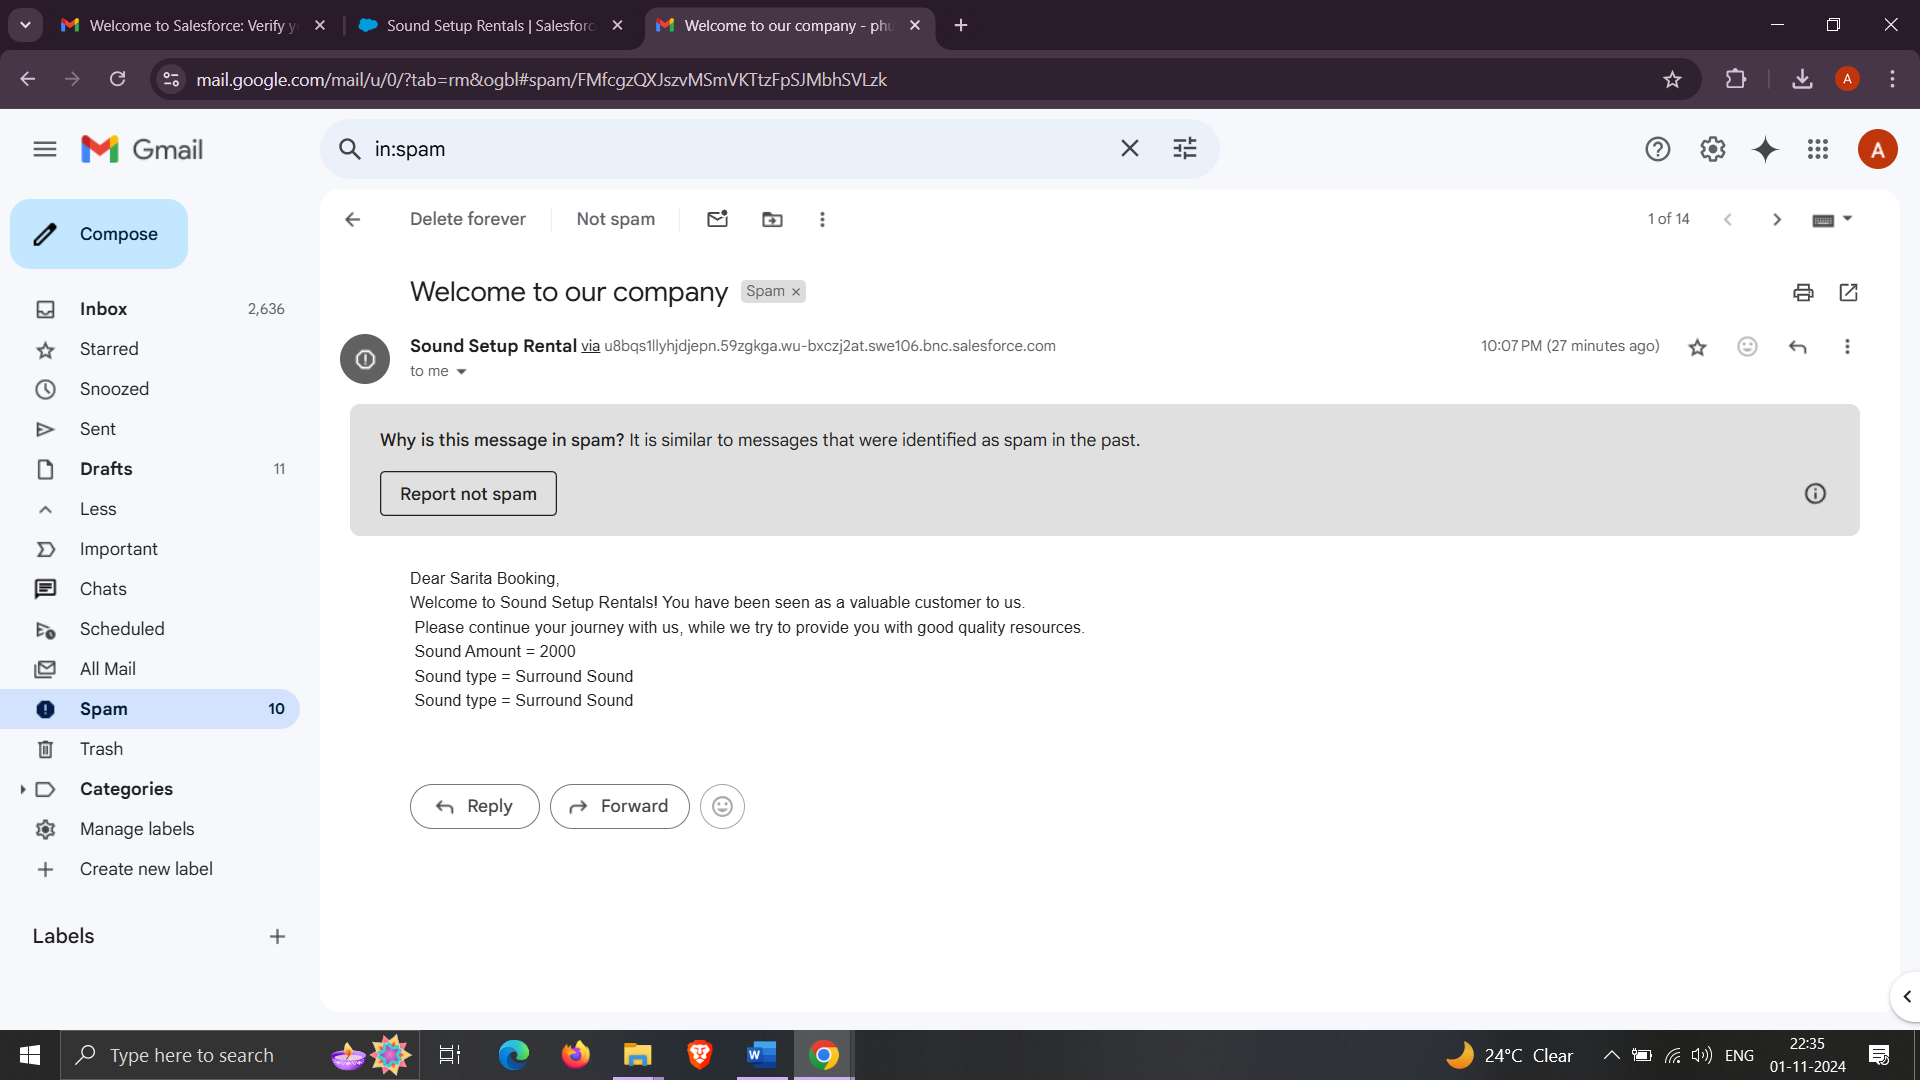 Welcome to Salesforce: Verify y
Sound Setup Rentals | Salesforc
Welcome to our company - phu
mail.google.com/mail/u/0/?tab=rm&ogbl#spam/FMfcgzQXJszvMSmVKTtzFpSJMbhSVLzk
A
Gmail
in:spam
A
Compose
Delete forever
Not spam
1 of 14
Welcome to our company
Spam ×
Inbox 2,636
Starred
Snoozed
Sent
Drafts 11
Less
Important
Chats
Scheduled
All Mail
Spam 10
Trash
Categories
Manage labels
Create new label
Labels
Sound Setup Rental via u8bqs1llyhjdjepn.59zgkga.wu-bxczj2at.swe106.bnc.salesforce.com
10:07 PM (27 minutes ago)
to me
Why is this message in spam? It is similar to messages that were identified as spam in the past.
Report not spam
Dear Sarita Booking,
Welcome to Sound Setup Rentals! You have been seen as a valuable customer to us.
Please continue your journey with us, while we try to provide you with good quality resources.
Sound Amount = 2000
Sound type = Surround Sound
Sound type = Surround Sound
Reply
Forward
Type here to search
24°C Clear
ENG
22:35
01-11-2024